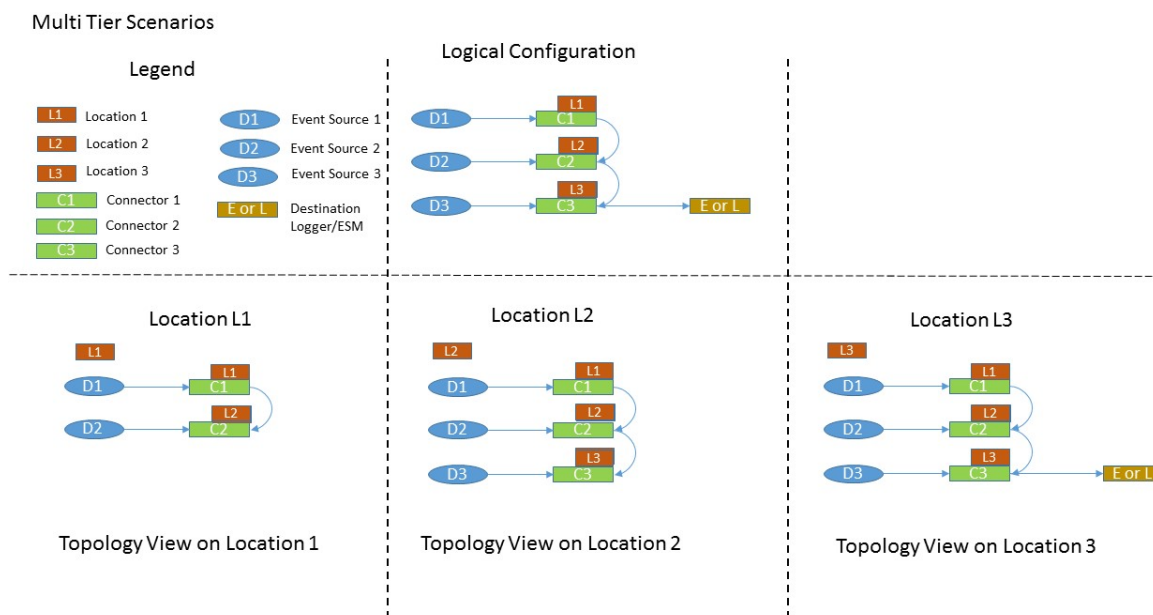 Multi Tier Scenarios
Legend
L1 Location 1
L2 Location 2
L3 Location 3
C1 Connector 1
C2 Connector 2
C3 Connector 3
D1 Event Source 1
D2 Event Source 2
D3 Event Source 3
E or L Destination
Logger/ESM
Logical Configuration
L1
D1 C1
L2
D2 C2
L3
D3 C3 E or L
Location L1
L1
L1
D1 C1
L2
D2 C2
Topology View on Location 1
Location L2
L2
L1
D1 C1
L2
D2 C2
L3
D3 C3
Topology View on Location 2
Location L3
L3
L1
D1 C1
L2
D2 C2
L3
D3 C3 E or L
Topology View on Location 3